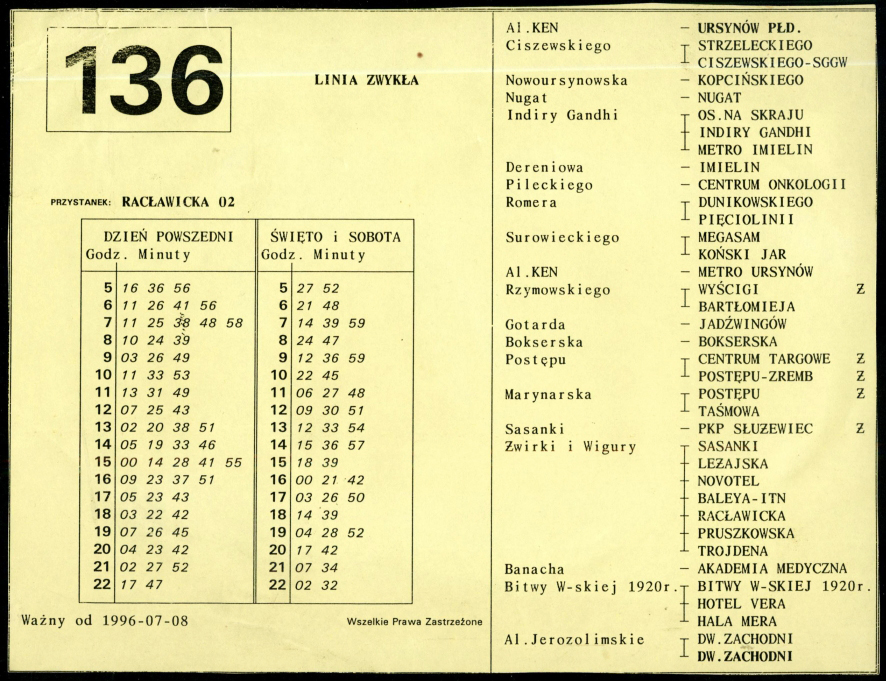 136
LINIA ZWYKŁA
PRZYSTANEK: RACŁAWICKA 02
DZIEŃ POWSZEDNI
Godz. Minuty
5 16 36 56
6 11 26 41 56
7 11 25 38 48 58
8 10 24 39
9 03 26 49
10 11 33 53
11 13 31 49
12 07 25 43
13 02 20 38 51
14 05 19 33 46
15 00 14 28 41 55
16 09 23 37 51
17 05 23 43
18 03 22 42
19 07 26 45
20 04 23 42
21 02 27 52
22 17 47
ŚWIĘTO i SOBOTA
Godz. Minuty
5 27 52
6 21 48
7 14 39 59
8 24 47
9 12 36 59
10 22 45
11 06 27 48
12 09 30 51
13 12 33 54
14 15 36 57
15 18 39
16 00 21 42
17 03 26 50
18 14 39
19 04 28 52
20 17 42
21 07 34
22 02 32
Ważny od 1996-07-08
Wszelkie Prawa Zastrzeżone
Al.KEN – URSYNÓW PŁD.
Ciszewskiego STRZELECKIEGO
CISZEWSKIEGO-SGGW
Nowoursynowska – KOPCIŃSKIEGO
Nugat – NUGAT
Indiry Gandhi OS.NA SKRAJU
INDIRY GANDHI
METRO IMIELIN
Dereniowa – IMIELIN
Pileckiego – CENTRUM ONKOLOGII
Romera DUNIKOWSKIEGO
PIĘCIOLINII
Surowieckiego MEGASAM
KOŃSKI JAR
Al.KEN – METRO URSYNÓW
Rzymowskiego WYŚCIGI Ƶ
BARTŁOMIEJA
Gotarda – JADŹWINGÓW
Bokserska – BOKSERSKA
Postępu CENTRUM TARGOWE Ƶ
POSTĘPU-ZREMB Ƶ
Marynarska POSTĘPU Ƶ
TAŚMOWA
Sasanki – PKP SŁUŻEWIEC Ƶ
Żwirki i Wigury SASANKI
LEŻAJSKA
NOVOTEL
BALEYA-ITN
RACŁAWICKA
PRUSZKOWSKA
TROJDENA
Banacha – AKADEMIA MEDYCZNA
Bitwy W-skiej 1920r. BITWY W-SKIEJ 1920r.
HOTEL VERA
HALA MERA
Al.Jerozolimskie DW.ZACHODNI
DW.ZACHODNI